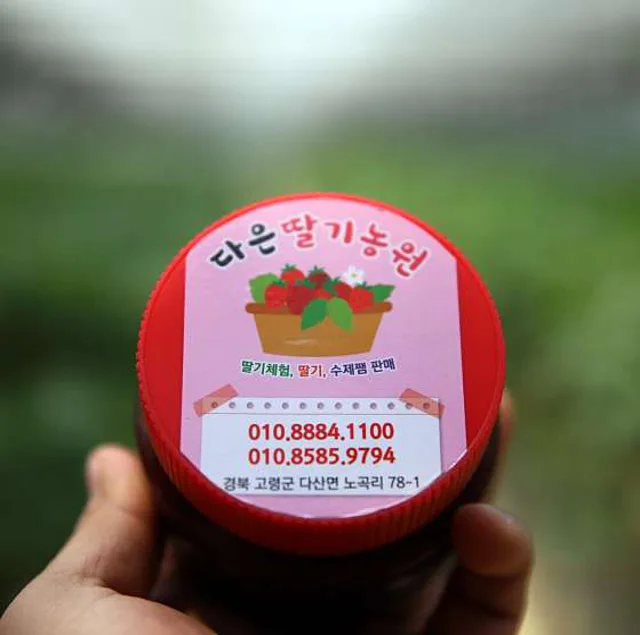 다은딸기농원
딸기체험, 딸기, 수제쨈 판매
010.8884.1100
010.8585.9794
경북 고령군 다산면 노곡리 78-1